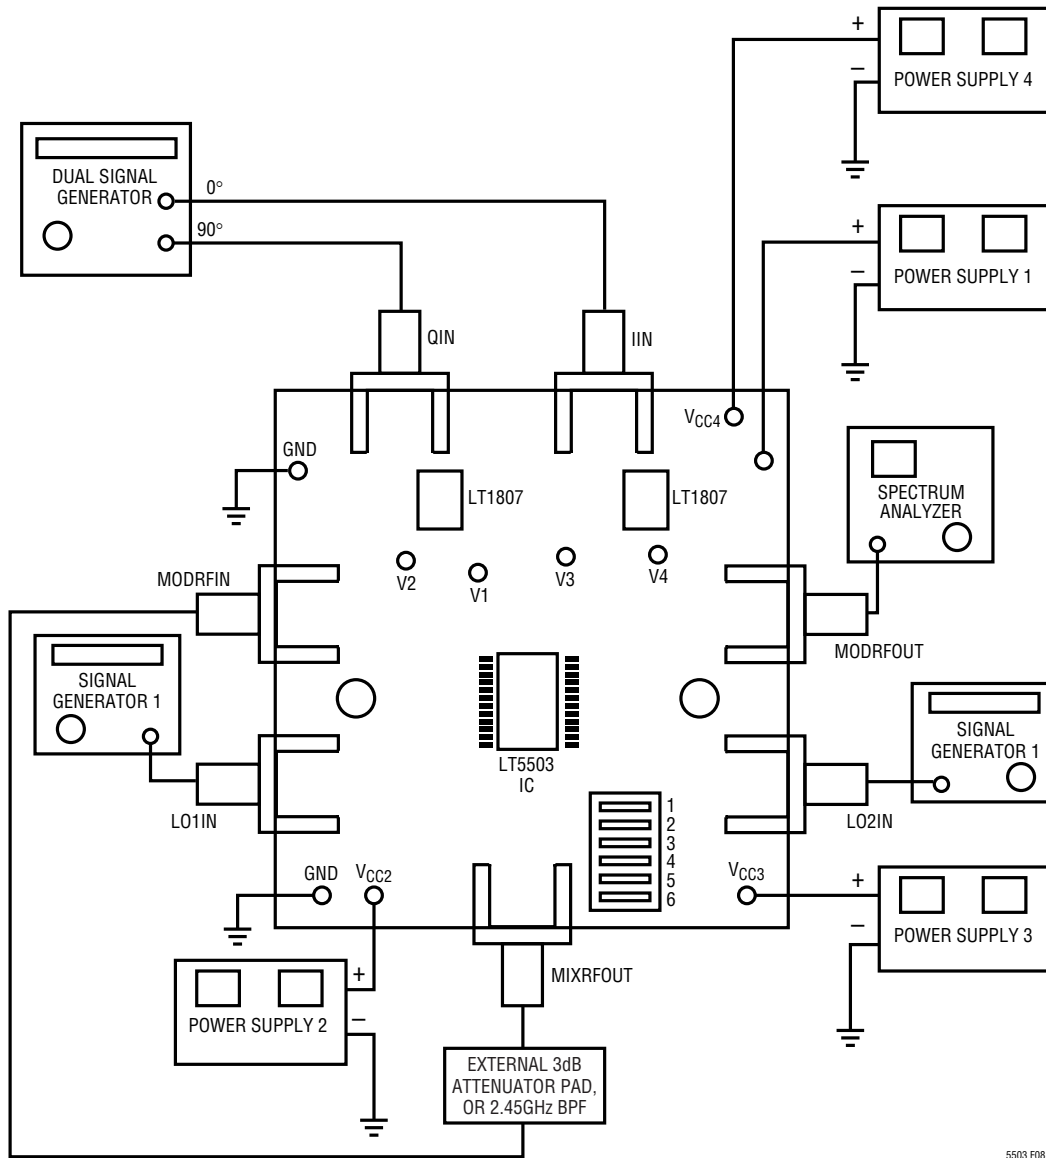 +
–
POWER SUPPLY 4
DUAL SIGNAL
GENERATOR
0°
90°
+
–
POWER SUPPLY 1
QIN
IIN
VCC4
GND
LT1807
LT1807
SPECTRUM
ANALYZER
V2
V1
V3
V4
MODRFIN
MODRFOUT
SIGNAL
GENERATOR 1
SIGNAL
GENERATOR 1
LT5503
IC
LO1IN
LO2IN
1
2
3
4
5
6
GND
VCC2
VCC3
+
–
POWER SUPPLY 3
+
–
POWER SUPPLY 2
MIXRFOUT
EXTERNAL 3dB
ATTENUATOR PAD,
OR 2.45GHz BPF
5503 F08